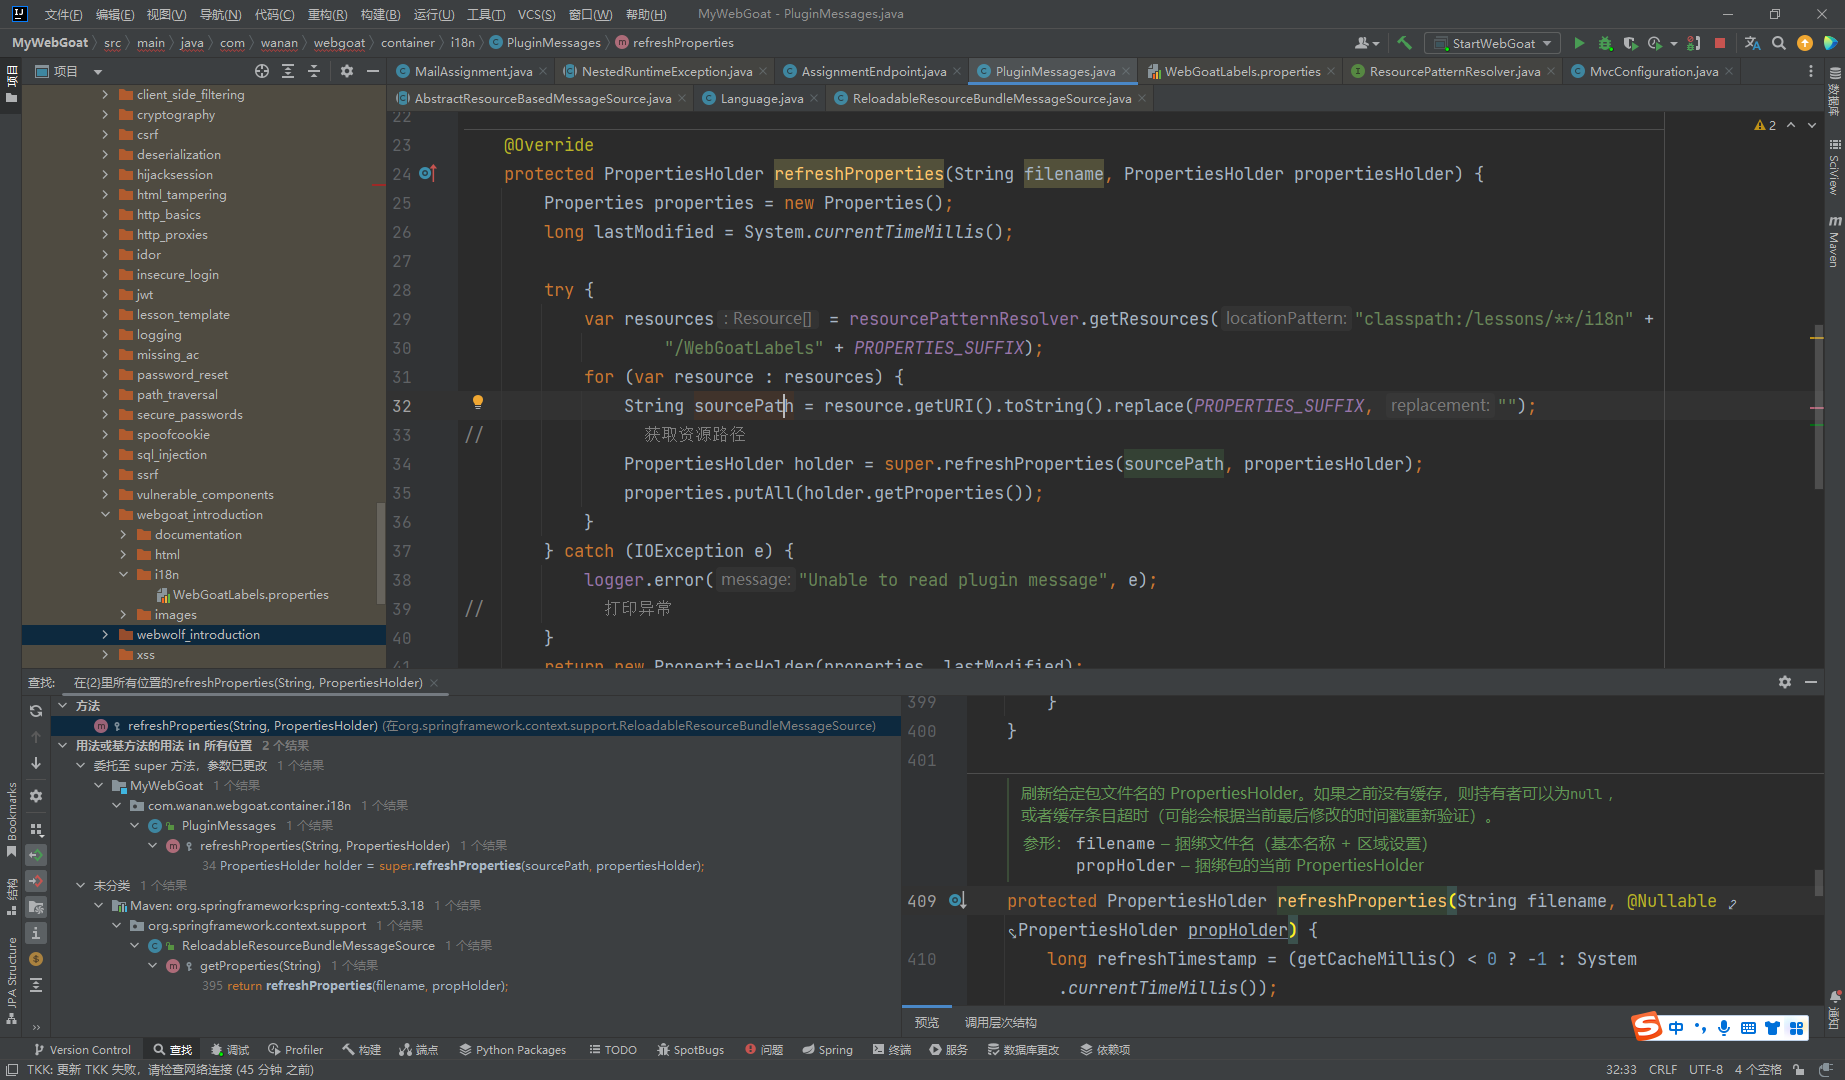 文件(F) 编辑(E) 视图(V) 导航(N) 代码(C) 重构(R) 构建(B) 运行(U) 工具(T) VCS(S) 窗口(W) 帮助(H) MyWebGoat - PluginMessages.java
MyWebGoat src main java com wanan webgoat container i18n PluginMessages refreshProperties StartWebGoat
项目 MailAssignment.java NestedRuntimeException.java AssignmentEndpoint.java PluginMessages.java WebGoatLabels.properties ResourcePatternResolver.java MvcConfiguration.java
AbstractResourceBasedMessageSource.java Language.java ReloadableResourceBundleMessageSource.java
项目
client_side_filtering
cryptography
csrf
deserialization
hijacksession
html_tampering
http_basics
http_proxies
idor
insecure_login
jwt
lesson_template
logging
missing_ac
password_reset
path_traversal
secure_passwords
spoofcookie
sql_injection
ssrf
vulnerable_components
webgoat_introduction
documentation
html
i18n
WebGoatLabels.properties
images
webwolf_introduction
xss
2
22
23 @Override
24 protected PropertiesHolder refreshProperties(String filename, PropertiesHolder propertiesHolder) {
25 Properties properties = new Properties();
26 long lastModified = System.currentTimeMillis();
27
28 try {
29 var resources : Resource[] = resourcePatternResolver.getResources( locationPattern: "classpath:/lessons/**/i18n" +
30 "/WebGoatLabels" + PROPERTIES_SUFFIX);
31 for (var resource : resources) {
32 String sourcePath = resource.getURI().toString().replace(PROPERTIES_SUFFIX, replacement: "");
33 // 获取资源路径
34 PropertiesHolder holder = super.refreshProperties(sourcePath, propertiesHolder);
35 properties.putAll(holder.getProperties());
36 }
37 } catch (IOException e) {
38 logger.error( message: "Unable to read plugin message", e);
39 // 打印异常
40 }
41 return new PropertiesHolder(properties, lastModified);
数据库
SciView
Maven
通知
Bookmarks
结构
JPA Structure
查找: 在{2}里所有位置的refreshProperties(String, PropertiesHolder)
方法
refreshProperties(String, PropertiesHolder) (在org.springframework.context.support.ReloadableResourceBundleMessageSource)
用法或基方法的用法 in 所有位置 2 个结果
委托至 super 方法，参数已更改 1 个结果
MyWebGoat 1 个结果
com.wanan.webgoat.container.i18n 1 个结果
PluginMessages 1 个结果
refreshProperties(String, PropertiesHolder) 1 个结果
34 PropertiesHolder holder = super.refreshProperties(sourcePath, propertiesHolder);
未分类 1 个结果
Maven: org.springframework:spring-context:5.3.18 1 个结果
org.springframework.context.support 1 个结果
ReloadableResourceBundleMessageSource 1 个结果
getProperties(String) 1 个结果
395 return refreshProperties(filename, propHolder);
399 }
400 }
401
刷新给定包文件名的 PropertiesHolder。如果之前没有缓存，则持有者可以为null ，
或者缓存条目超时（可能会根据当前最后修改的时间戳重新验证）。
参形： filename – 捆绑文件名（基本名称 + 区域设置）
propHolder – 捆绑包的当前 PropertiesHolder
409 protected PropertiesHolder refreshProperties(String filename, @Nullable
PropertiesHolder propHolder) {
410 long refreshTimestamp = (getCacheMillis() < 0 ? -1 : System
.currentTimeMillis());
预览 调用层次结构
中
Version Control 查找 调试 Profiler 构建 端点 Python Packages TODO SpotBugs 问题 Spring 终端 服务 数据库更改 依赖项
TKK: 更新 TKK 失败，请检查网络连接 (45 分钟 之前) 32:33 CRLF UTF-8 4 个空格